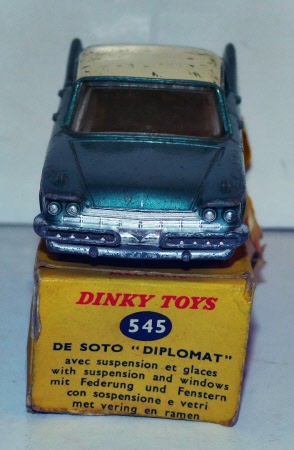 DINKY TOYS
545
DE SOTO "DIPLOMAT"
avec suspension et glaces
with suspension and windows
mit Federung und Fenstern
con sospensione e vetri
met vering en ramen